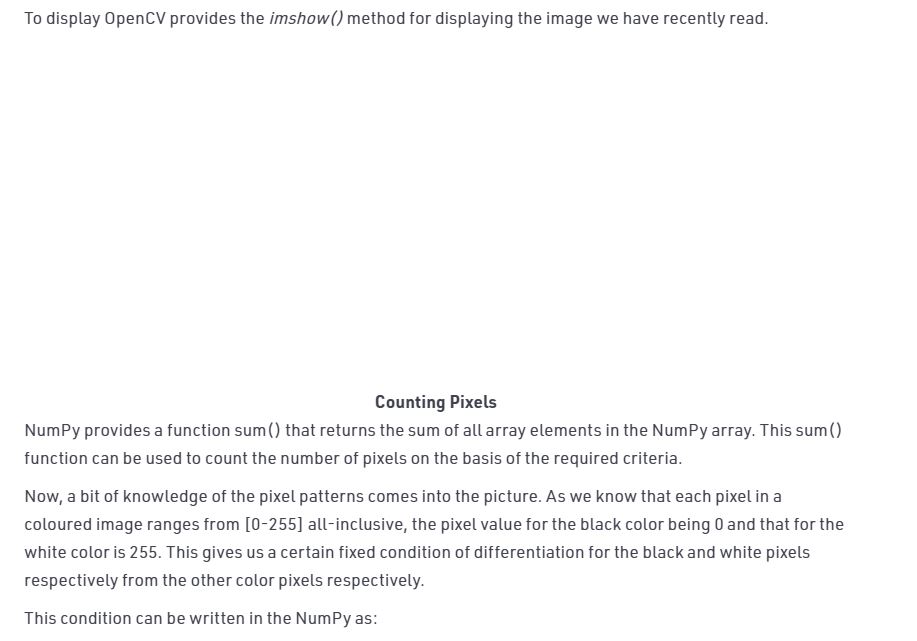 To display OpenCV provides the imshow() method for displaying the image we have recently read.
Counting Pixels
NumPy provides a function sum() that returns the sum of all array elements in the NumPy array. This sum()
function can be used to count the number of pixels on the basis of the required criteria.
Now, a bit of knowledge of the pixel patterns comes into the picture. As we know that each pixel in a
coloured image ranges from [0-255] all-inclusive, the pixel value for the black color being 0 and that for the
white color is 255. This gives us a certain fixed condition of differentiation for the black and white pixels
respectively from the other color pixels respectively.
This condition can be written in the NumPy as: